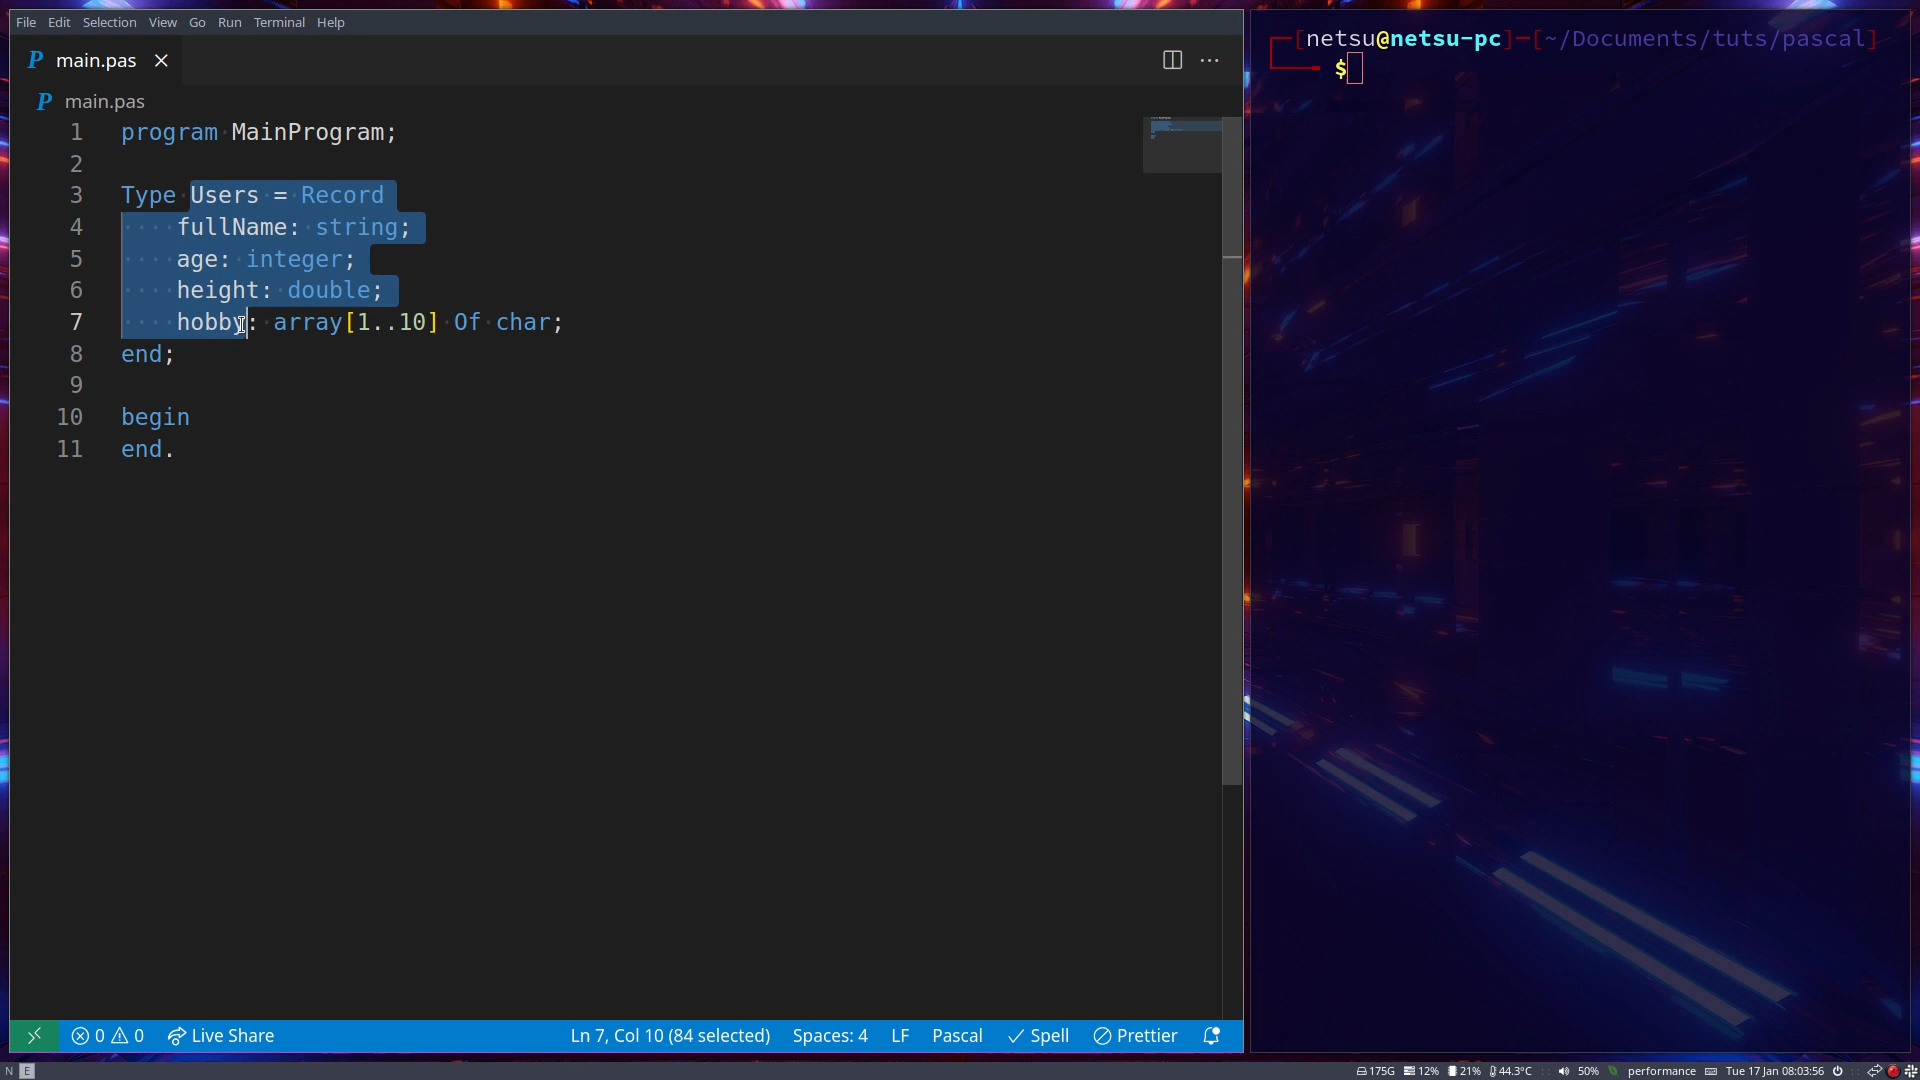 File Edit Selection View Go Run Terminal Help
P main.pas
P main.pas
1 program MainProgram;
2
3 Type Users = Record
4 fullName: string;
5 age: integer;
6 height: double;
7 hobby: array[1..10] Of char;
8 end;
9
10 begin
11 end.
0 0 Live Share Ln 7, Col 10 (84 selected) Spaces: 4 LF Pascal Spell Prettier
[netsu@netsu-pc]-[~/Documents/tuts/pascal]
$
N E 175G 12% 21% 44.3°C 50% performance Tue 17 Jan 08:03:56